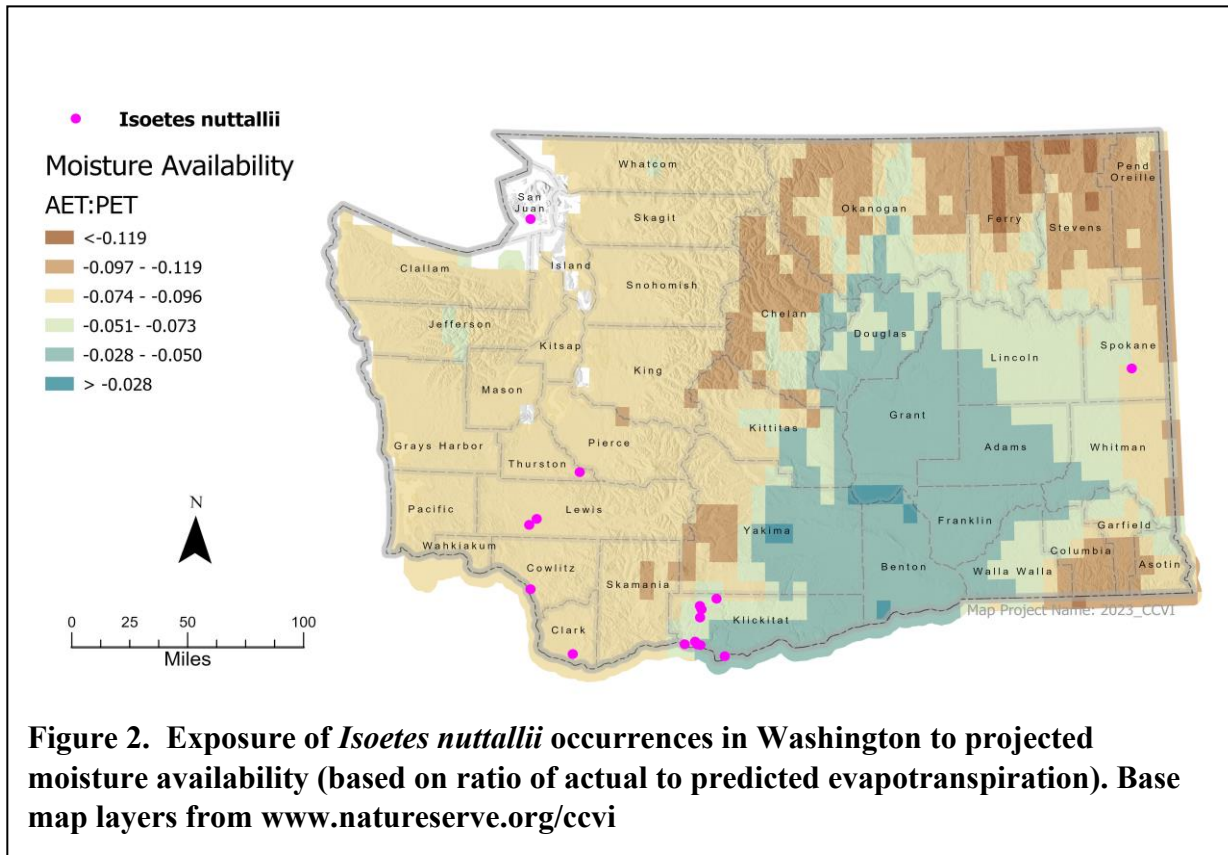 Isoetes nuttallii
Moisture Availability
AET:PET
<-0.119
-0.097 - -0.119
-0.074 - -0.096
-0.051- -0.073
-0.028 - -0.050
> -0.028
N
0 25 50 100
Miles
Whatcom
Pend
Oreille
San
Juan
Skagit
Okanogan
Ferry
Stevens
Clallam
Island
Snohomish
Jefferson
Chelan
Douglas
Kitsap
Lincoln
Spokane
Mason
King
Grant
Kittitas
Grays Harbor
Pierce
Adams
Whitman
Thurston
Pacific
Lewis
Yakima
Franklin
Garfield
Wahkiakum
Columbia
Cowlitz
Skamania
Benton
Walla Walla
Asotin
Map Project Name: 2023_CCVI
Klickitat
Clark
Figure 2. Exposure of Isoetes nuttallii occurrences in Washington to projected
moisture availability (based on ratio of actual to predicted evapotranspiration). Base
map layers from www.natureserve.org/ccvi